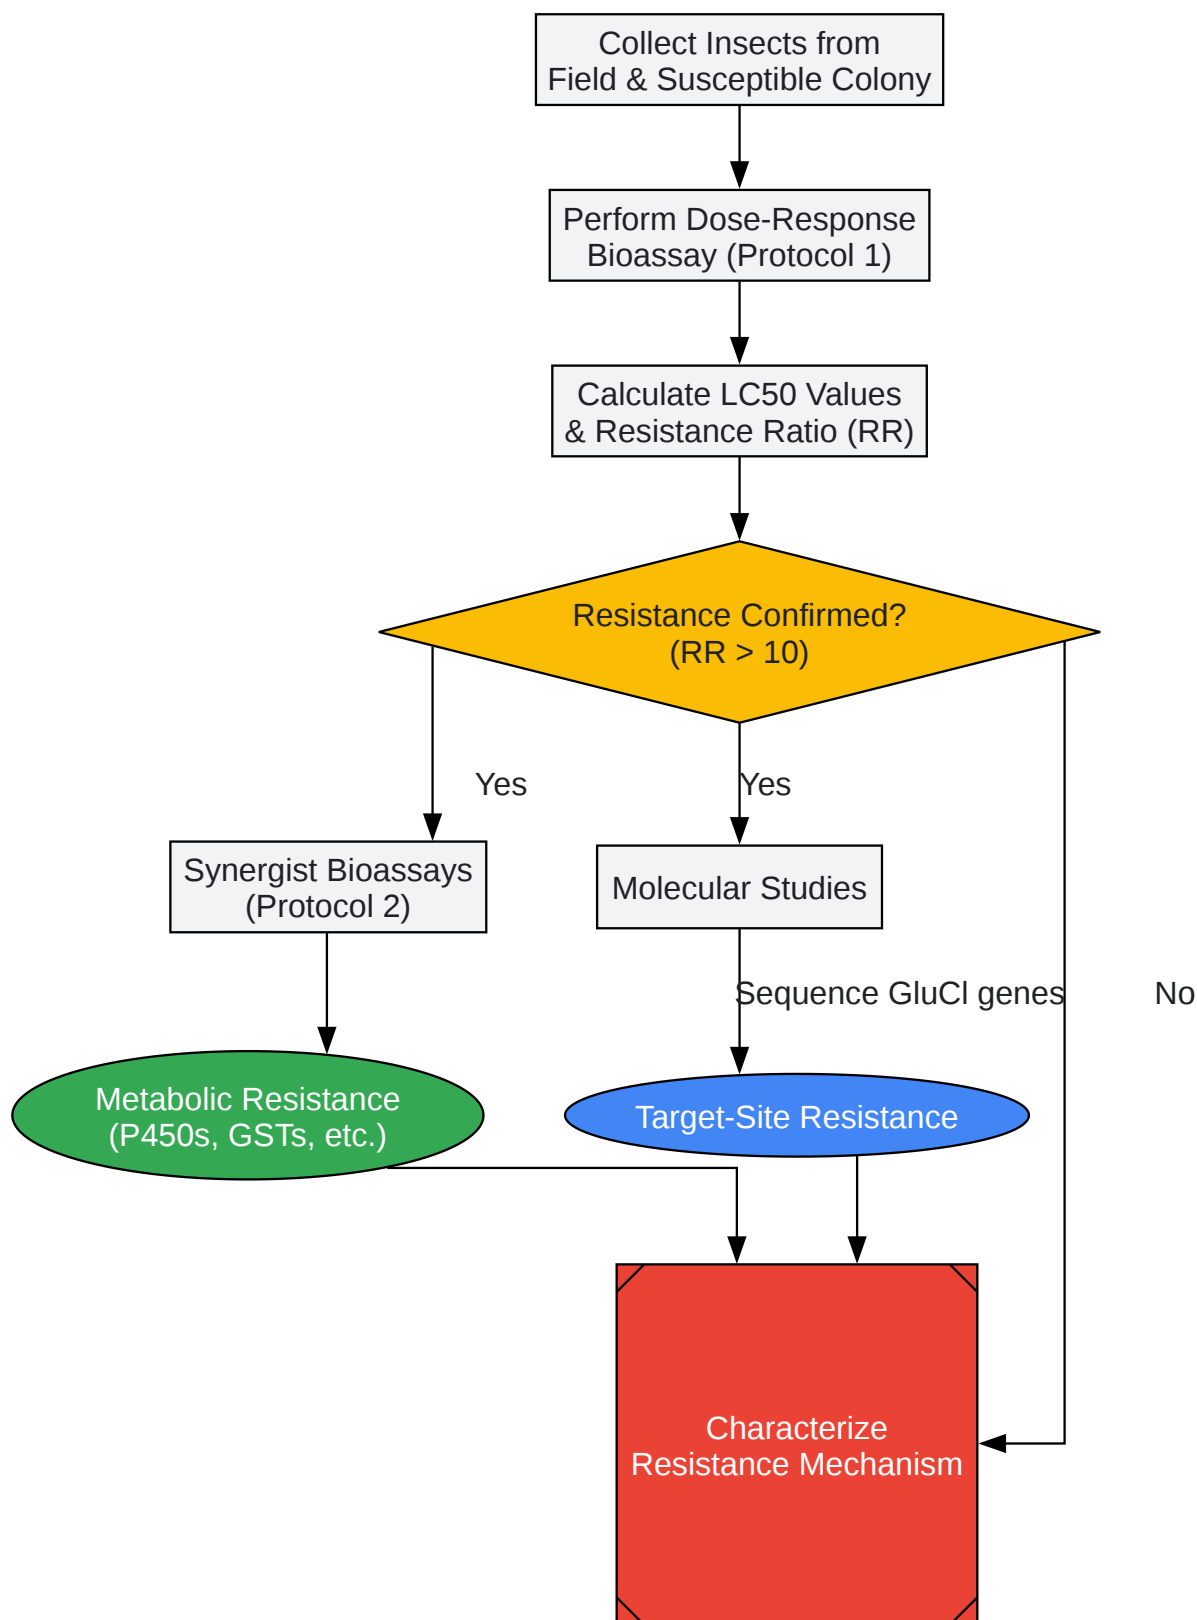 Collect Insects from
Field & Susceptible Colony
Perform Dose-Response
Bioassay (Protocol 1)
Calculate LC50 Values
& Resistance Ratio (RR)
Resistance Confirmed?
(RR > 10)
Yes
Yes
Synergist Bioassays
(Protocol 2)
Molecular Studies
Sequence GluCl genes
No
Metabolic Resistance
(P450s, GSTs, etc.)
Target-Site Resistance
Characterize
Resistance Mechanism